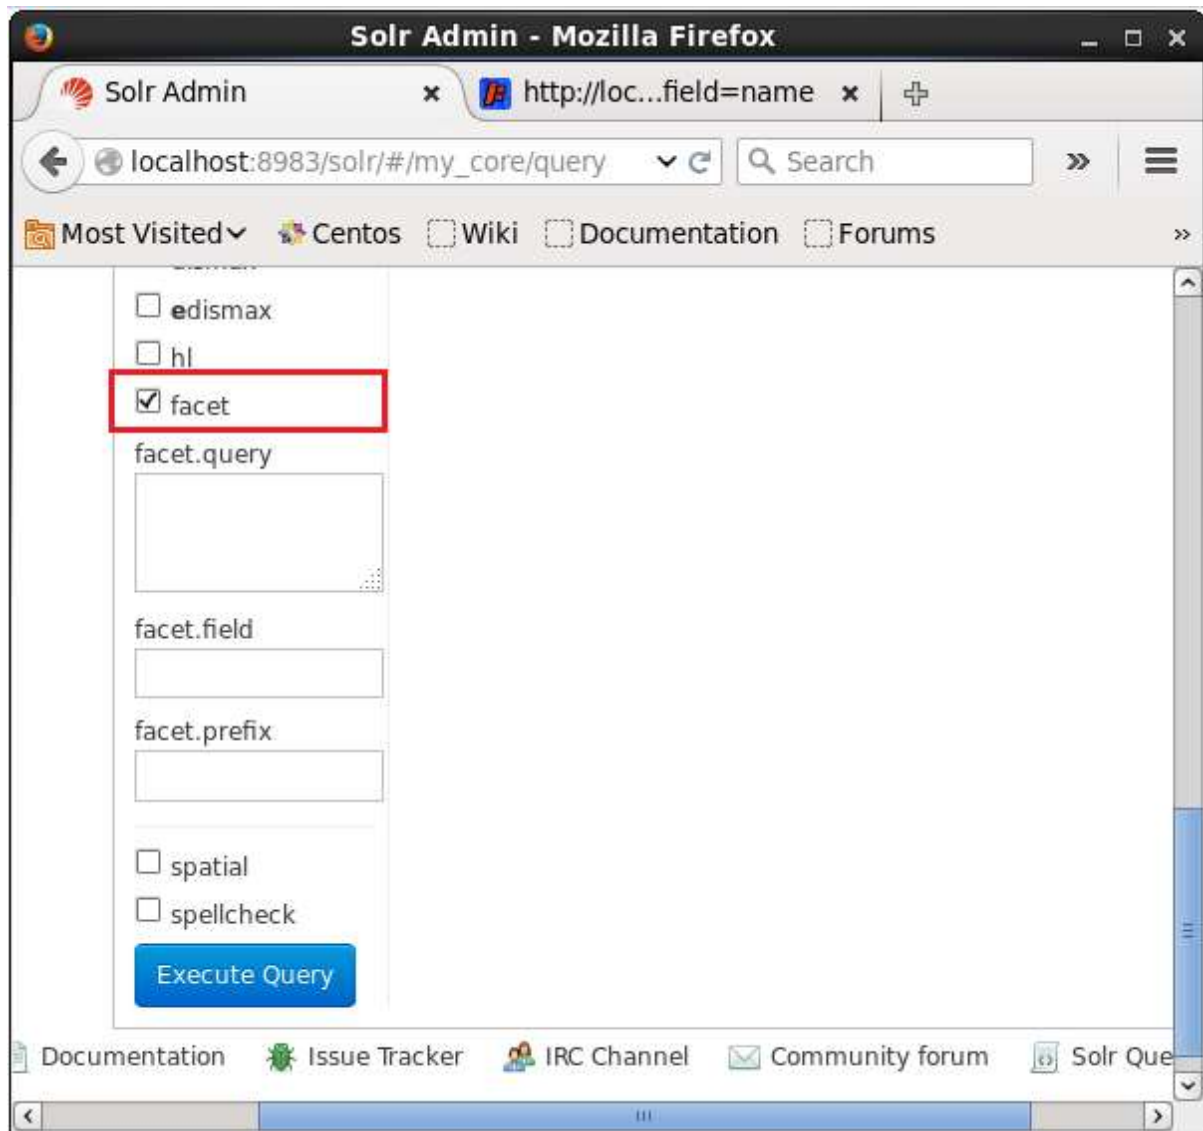 Solr Admin - Mozilla Firefox
Solr Admin
http://loc...field=name
localhost:8983/solr/#/my_core/query
Search
Most Visited
Centos
Wiki
Documentation
Forums
edismax
hl
facet
facet.query
facet.field
facet.prefix
spatial
spellcheck
Execute Query
Documentation
Issue Tracker
IRC Channel
Community forum
Solr Que